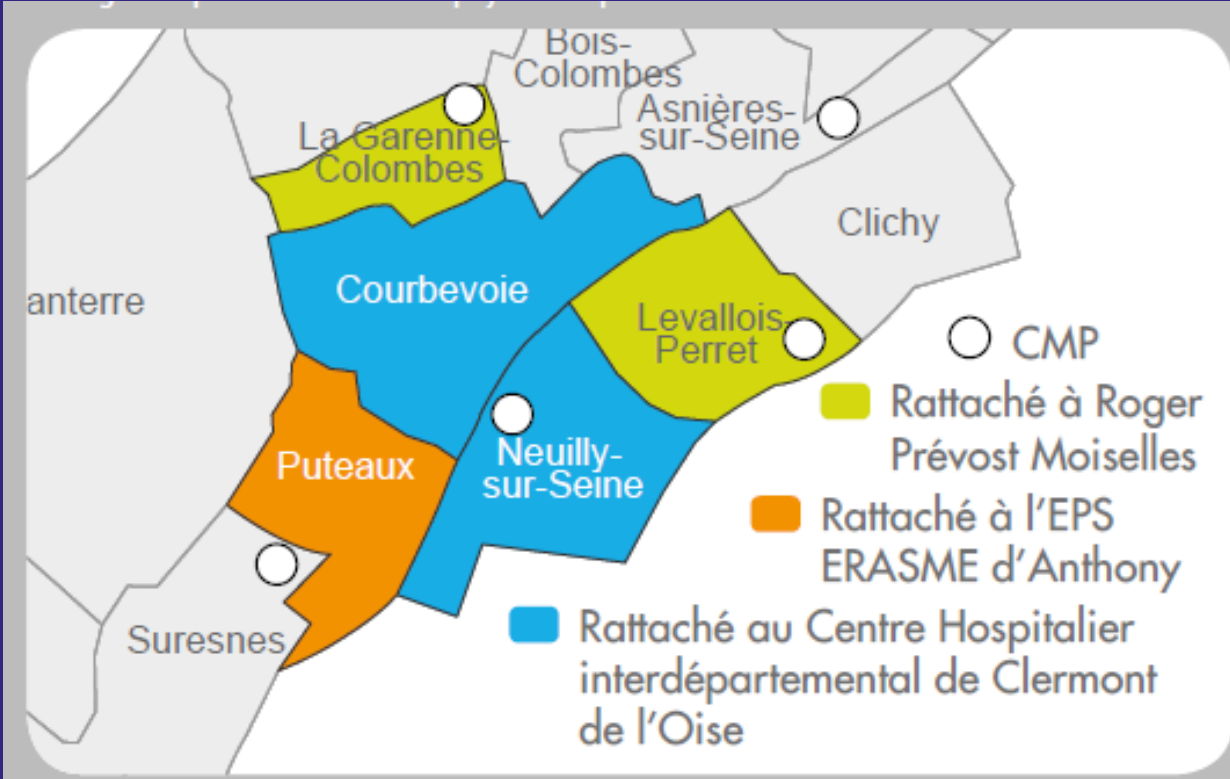 Bois-
Colombes
Asnières-
sur-Seine
La Garenne-
Colombes
Clichy
anterre
Courbevoie
Levallois-
Perret
CMP
Rattaché à Roger
Prévost Moiselles
Puteaux
Neuilly-
sur-Seine
Rattaché à l'EPS
ERASME d'Anthony
Suresnes
Rattaché au Centre Hospitalier
interdépartemental de Clermont
de l'Oise